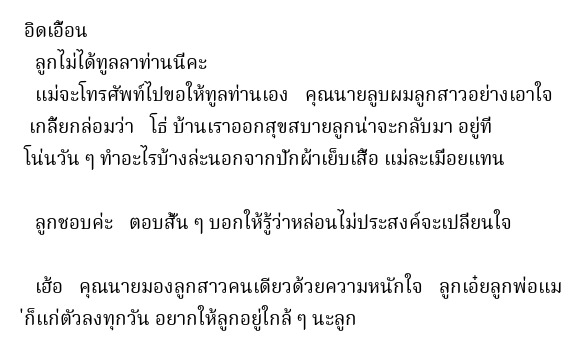 อิดเอื้อน
ลูกไม่ได้ทูลลาท่านนี่คะ
แม่จะโทรศัพท์ไปขอให้ทูลท่านเอง คุณนายลูบผมลูกสาวอย่างเอาใจ
เกลี้ยกล่อมว่า โธ่ บ้านเราออกสุขสบายลูกน่าจะกลับมา อยู่ที่
โน่นวัน ๆ ทำอะไรบ้างล่ะนอกจากปักผ้าเย็บเสื้อ แม่ละเมื่อยแทน
ลูกชอบค่ะ ตอบสั้น ๆ บอกให้รู้ว่าหล่อนไม่ประสงค์จะเปลี่ยนใจ
เฮ้อ คุณนายมองลูกสาวคนเดียวด้วยความหนักใจ ลูกเอ๋ยลูกพ่อแม
่ก็แก่ตัวลงทุกวัน อยากให้ลูกอยู่ใกล้ ๆ นะลูก